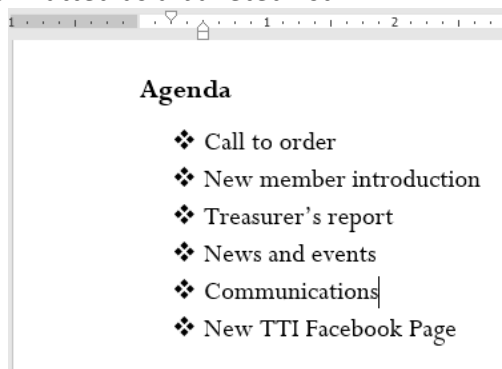 1 1 2
Agenda
❖ Call to order
❖ New member introduction
❖ Treasurer’s report
❖ News and events
❖ Communications
❖ New TTI Facebook Page